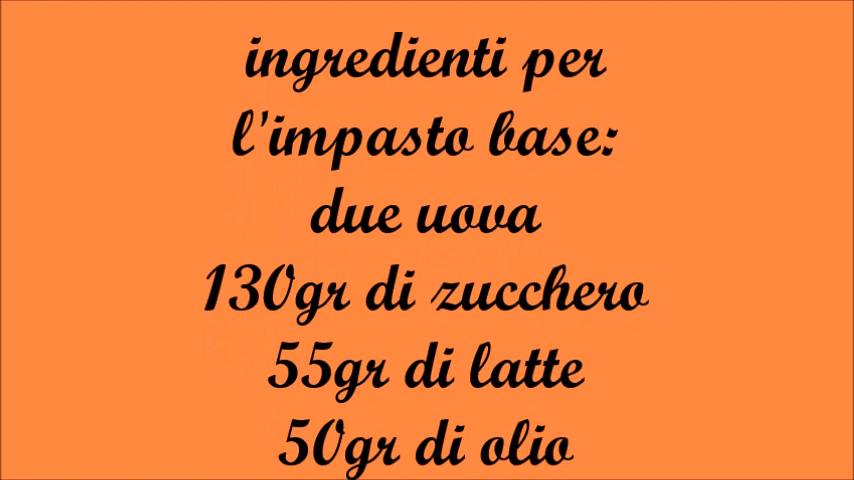 ingredienti per
l'impasto base:
due uova
130gr di zucchero
55gr di latte
50gr di olio